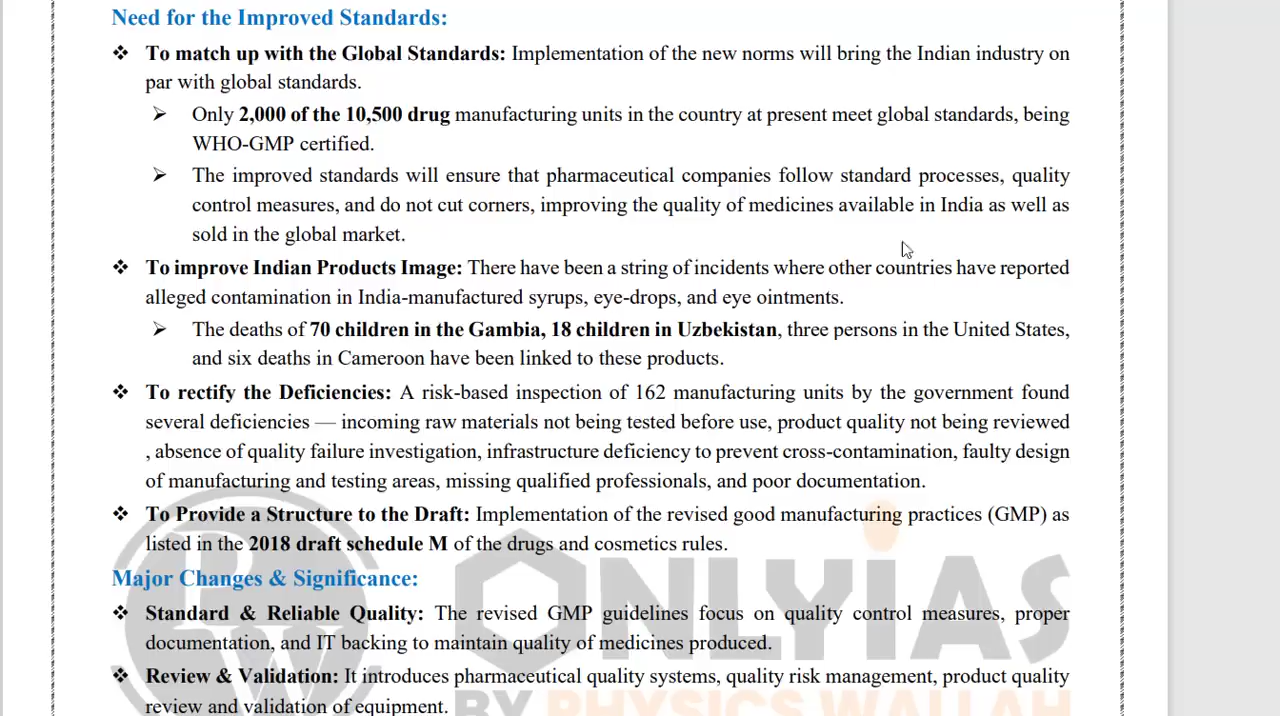 Need for the Improved Standards:
❖ To match up with the Global Standards: Implementation of the new norms will bring the Indian industry on
par with global standards.
➢ Only 2,000 of the 10,500 drug manufacturing units in the country at present meet global standards, being
WHO-GMP certified.
➢ The improved standards will ensure that pharmaceutical companies follow standard processes, quality
control measures, and do not cut corners, improving the quality of medicines available in India as well as
sold in the global market.
❖ To improve Indian Products Image: There have been a string of incidents where other countries have reported
alleged contamination in India-manufactured syrups, eye-drops, and eye ointments.
➢ The deaths of 70 children in the Gambia, 18 children in Uzbekistan, three persons in the United States,
and six deaths in Cameroon have been linked to these products.
❖ To rectify the Deficiencies: A risk-based inspection of 162 manufacturing units by the government found
several deficiencies — incoming raw materials not being tested before use, product quality not being reviewed
, absence of quality failure investigation, infrastructure deficiency to prevent cross-contamination, faulty design
of manufacturing and testing areas, missing qualified professionals, and poor documentation.
❖ To Provide a Structure to the Draft: Implementation of the revised good manufacturing practices (GMP) as
listed in the 2018 draft schedule M of the drugs and cosmetics rules.
Major Changes & Significance:
❖ Standard & Reliable Quality: The revised GMP guidelines focus on quality control measures, proper
documentation, and IT backing to maintain quality of medicines produced.
❖ Review & Validation: It introduces pharmaceutical quality systems, quality risk management, product quality
review and validation of equipment.
ONLYIAS
BY PHYSICS WALLAH